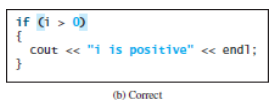 if (i > 0)
{
cout << "i is positive" << endl;
}
(b) Correct